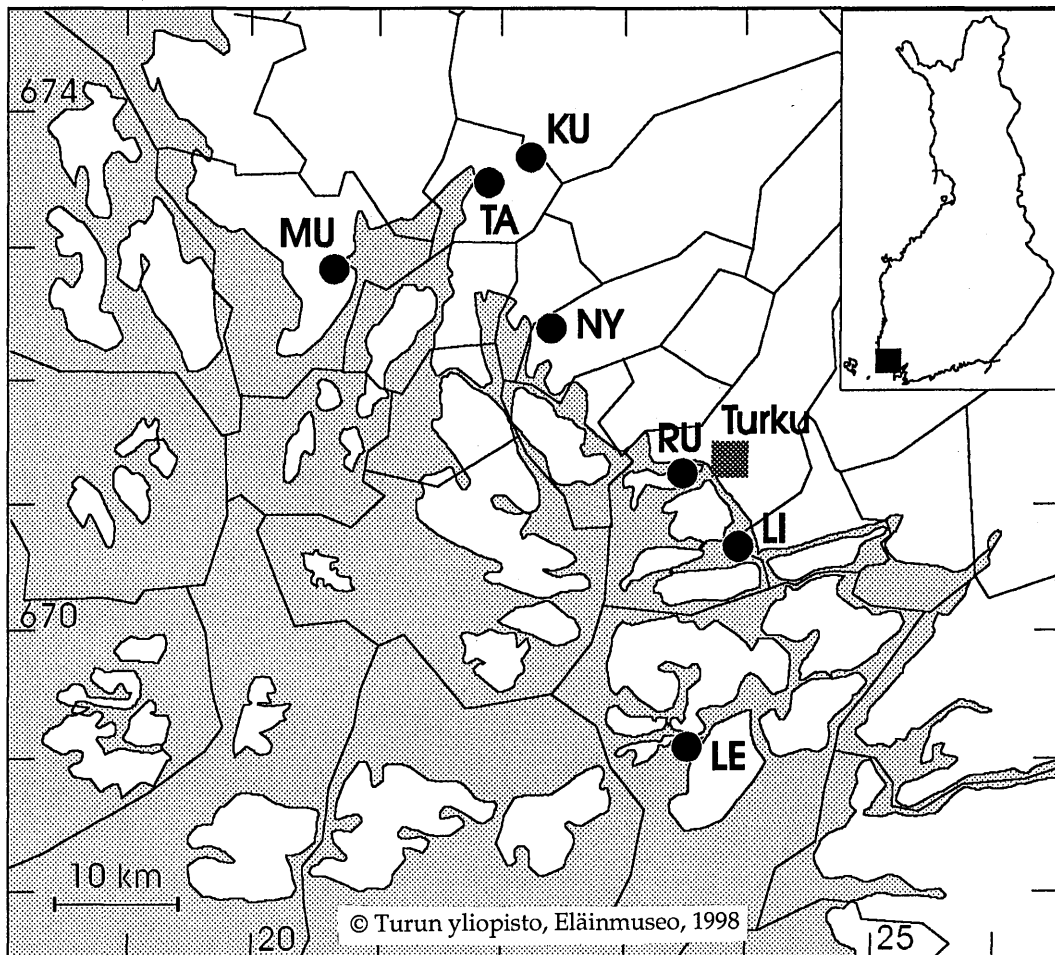 674
KU
TA
MU
NY
RU
Turku
LI
670
LE
10 km
20
© Turun yliopisto, Eläinmuseo, 1998
25